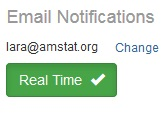 Email Notifications
lara@amstat.org Change
Real Time